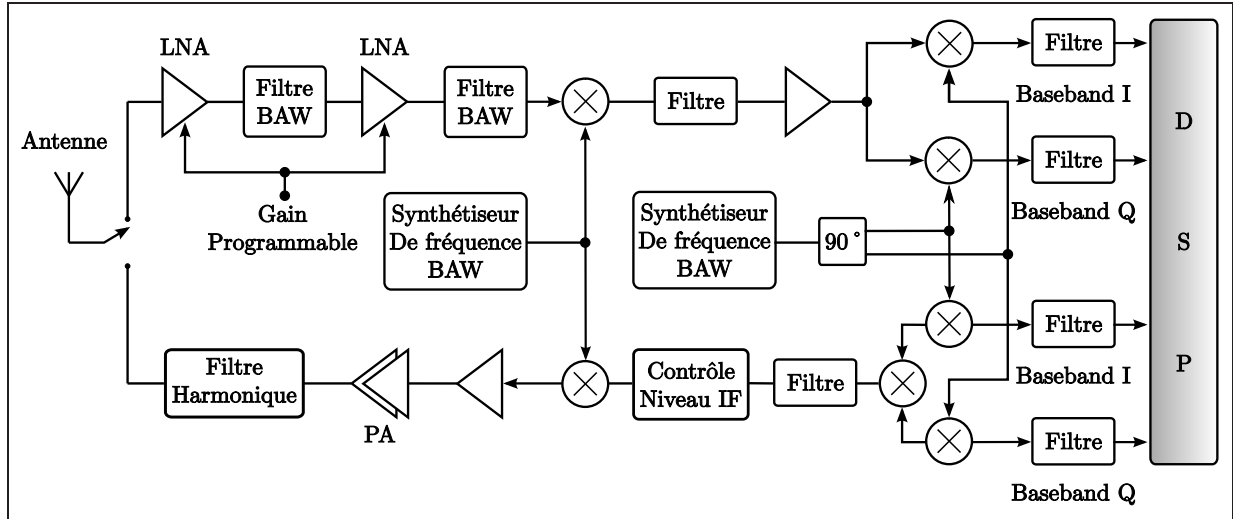 LNA
LNA
Filtre
BAW
Filtre
BAW
Filtre
Filtre
Baseband I
Antenne
Gain
Programmable
Synthétiseur
De fréquence
BAW
Synthétiseur
De fréquence
BAW
90°
Filtre
Baseband Q
D
S
P
Filtre
Harmonique
PA
Contrôle
Niveau IF
Filtre
Filtre
Baseband I
Filtre
Baseband Q